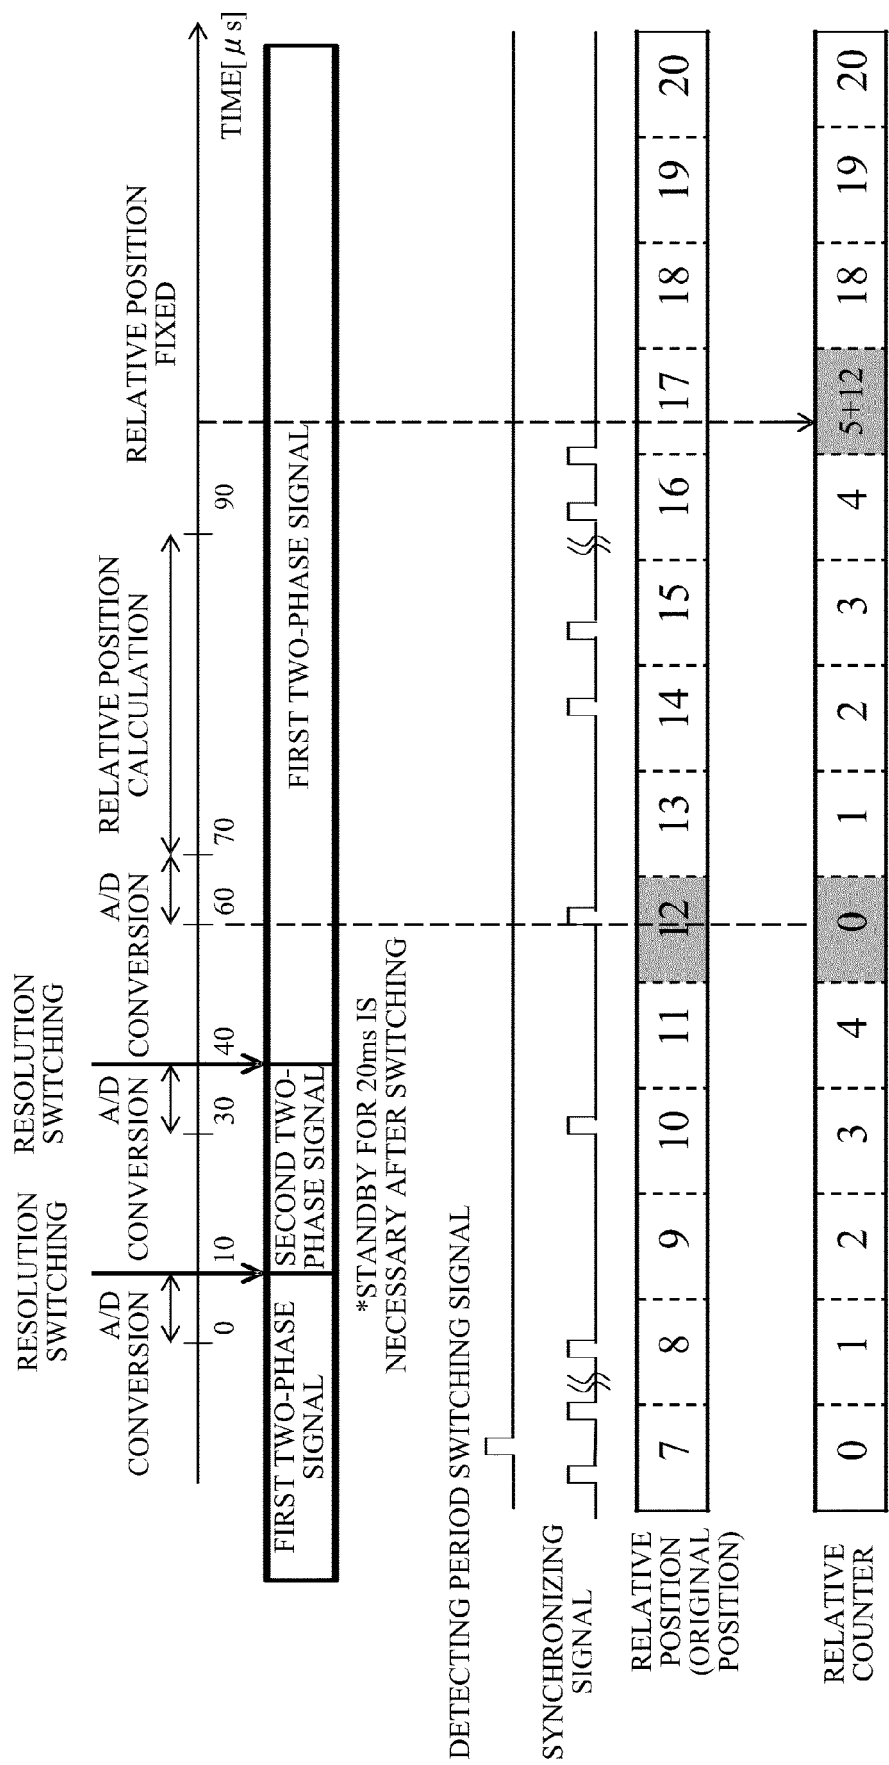 RESOLUTION
SWITCHING
RESOLUTION
SWITCHING
A/D
CONVERSION
A/D
CONVERSION
A/D
CONVERSION
RELATIVE POSITION
CALCULATION
RELATIVE POSITION
FIXED
0
10
30
40
60
70
90
TIME[μs]
FIRST TWO-PHASE
SIGNAL
SECOND TWO-
PHASE SIGNAL
FIRST TWO-PHASE SIGNAL
*STANDBY FOR 20ms IS
NECESSARY AFTER SWITCHING
DETECTING PERIOD SWITCHING SIGNAL
SYNCHRONIZING
SIGNAL
RELATIVE
POSITION
(ORIGINAL
POSITION)
7 8 9 10 11 12 13 14 15 16 17 18 19 20
RELATIVE
COUNTER
0 1 2 3 4 0 1 2 3 4 5+12 18 19 20